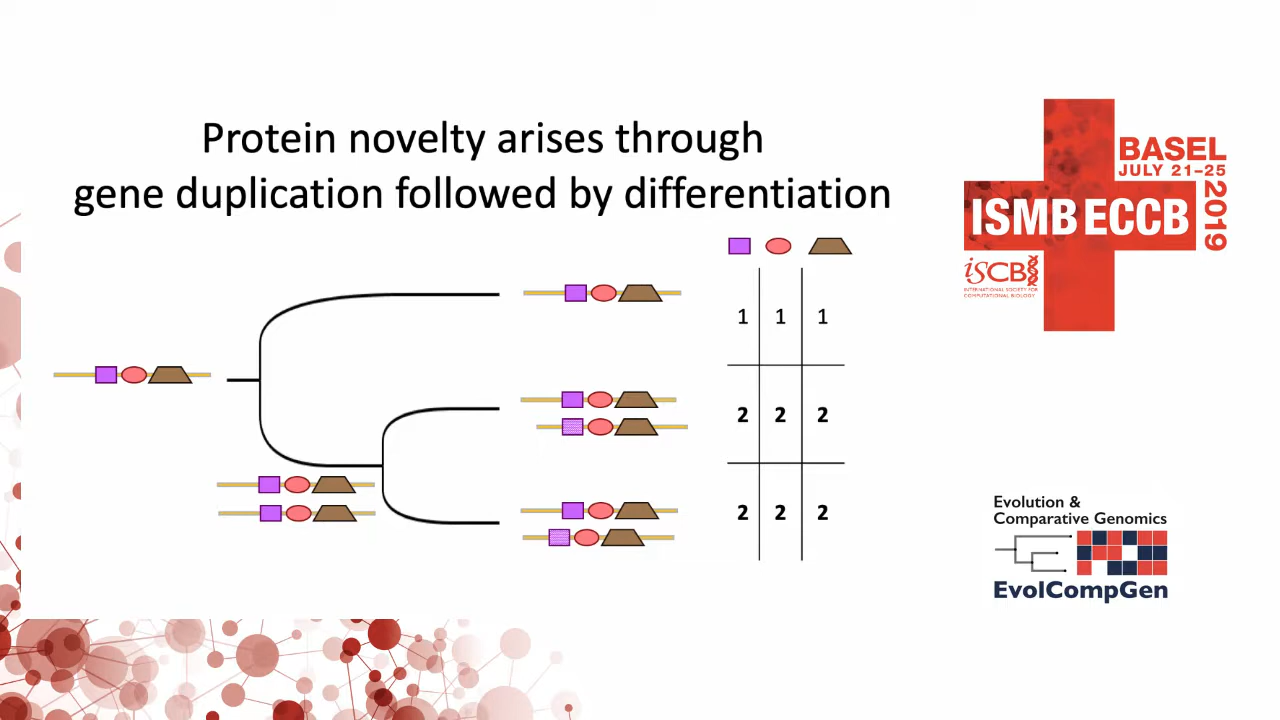 Protein novelty arises through
gene duplication followed by differentiation
1 1 1
2 2 2
2 2 2
BASEL
JULY 21–25
2019
ISMB ECCB
ISCB
INTERNATIONAL SOCIETY FOR
COMPUTATIONAL BIOLOGY
Evolution &
Comparative Genomics
EvolCompGen